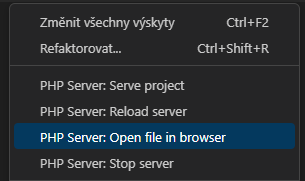 Změnit všechny výskyty Ctrl+F2
Refaktorovat... Ctrl+Shift+R
PHP Server: Serve project
PHP Server: Reload server
PHP Server: Open file in browser
PHP Server: Stop server